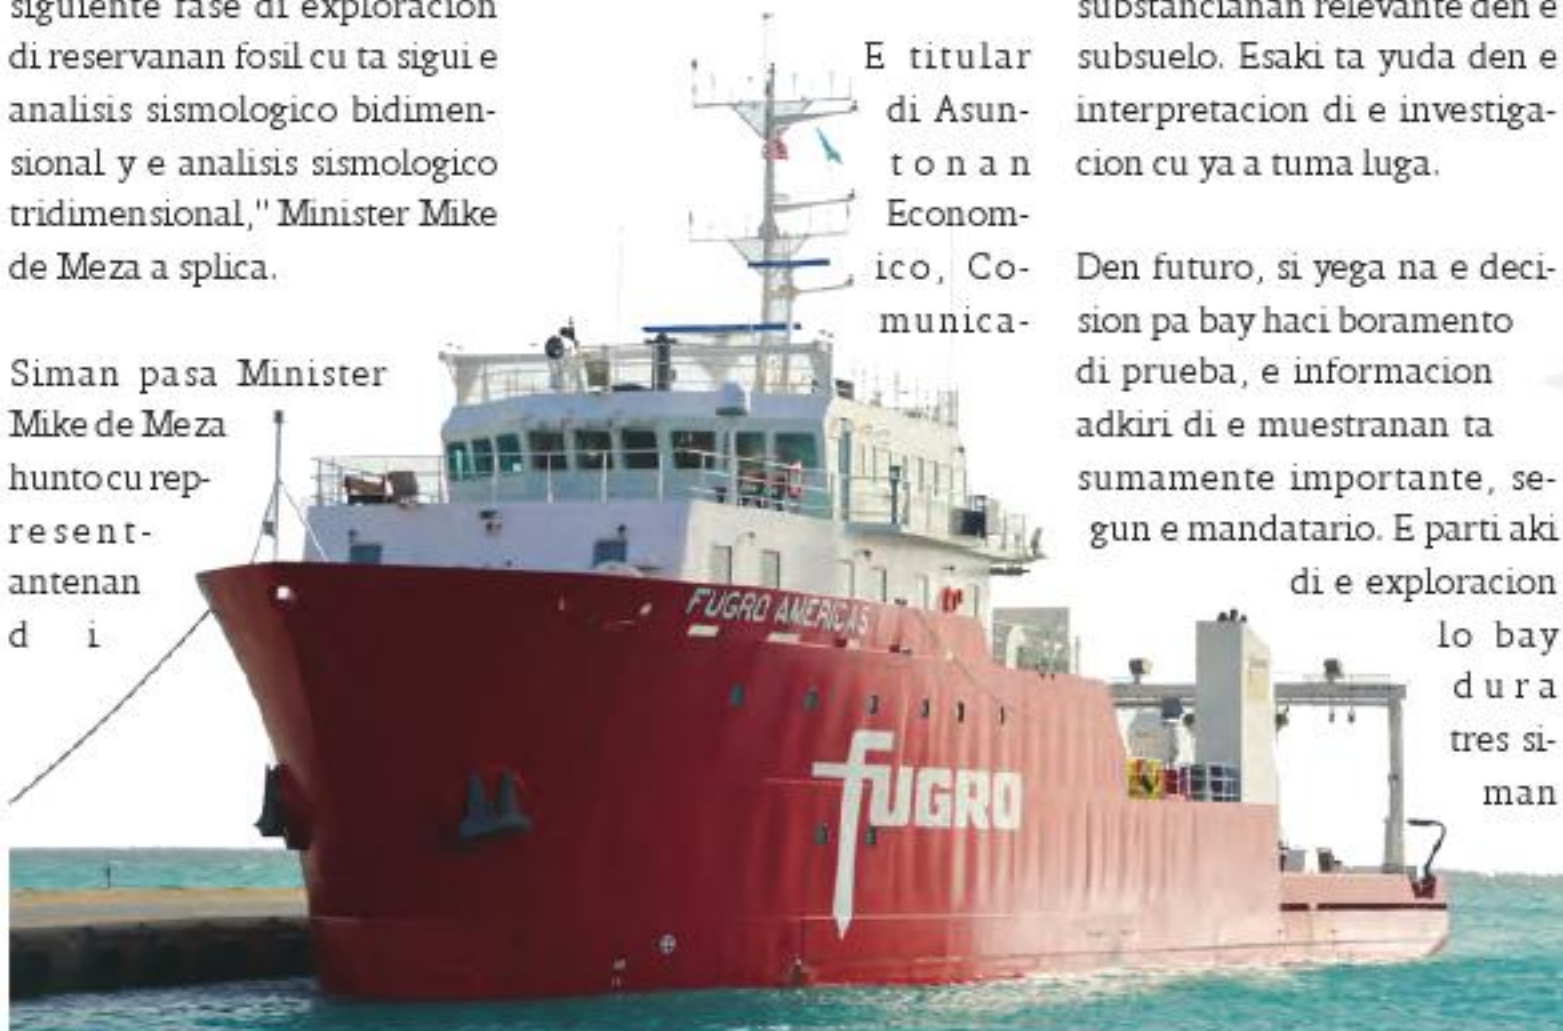 siguiente fase di exploracion
di reservanan fosil cu ta sigui e
analisis sismologico bidimen-
sional y e analisis sismologico
tridimensional," Minister Mike
de Meza a splica.
Siman pasa Minister
Mike de Meza
hunto cu rep-
resent-
antenan
di
E titular
di Asun-
tonan
Econom-
ico, Co-
munica-
substancianan relevante den e
subsuelo. Esaki ta yuda den e
interpretacion di e investiga-
cion cu ya a tuma luga.
Den futuro, si yega na e deci-
sion pa bay haci boramento
di prueba, e informacion
adkiri di e muestranan ta
sumamente importante, se-
gun e mandatario. E parti aki
di e exploracion
lo bay
dura
tres si-
man
FUGRO AMERICAS
fUGRO